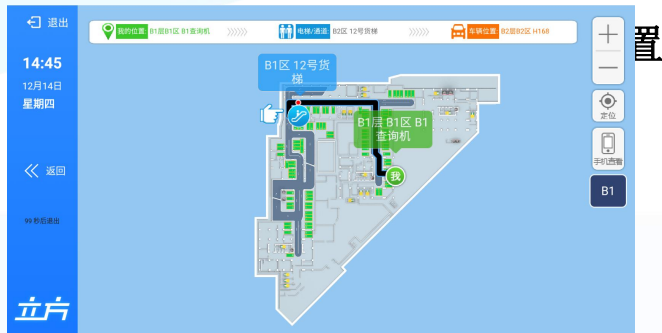 退出
14:45
12月14日
星期四
返回
99 秒后退出
立方
我的位置 B1层B1区 B1查询机 》》》》 电梯/通道 B2区 12号货梯 》》》》 车辆位置 B2层B2区 H168
B1区 12号货
梯
B1层 B1区 B1
查询机
我
置
定位
手机查看
B1